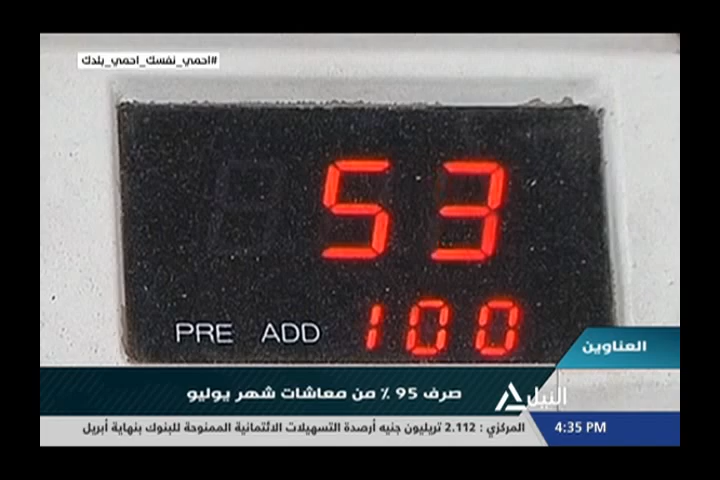 #احمي_نفسك_احمي_بلدك
53
PRE ADD 100
العناوين
صرف 95 ٪ من معاشات شهر يوليو
النيل
المركزي : 2.112 تريليون جنيه أرصدة التسهيلات الائتمانية الممنوحة للبنوك بنهاية أبريل
4:35 PM